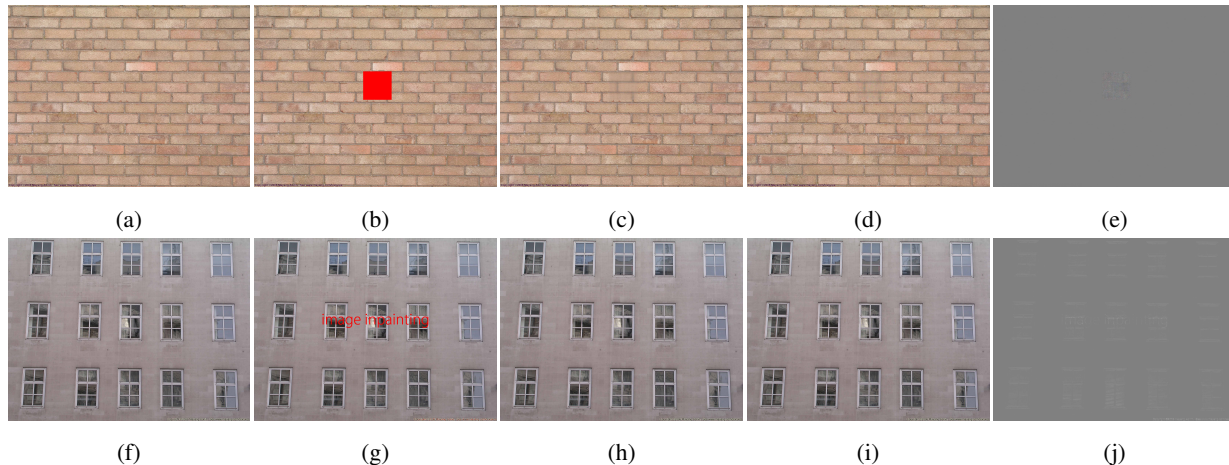 (a) (b) (c) (d) (e)
image inpainting
(f) (g) (h) (i) (j)